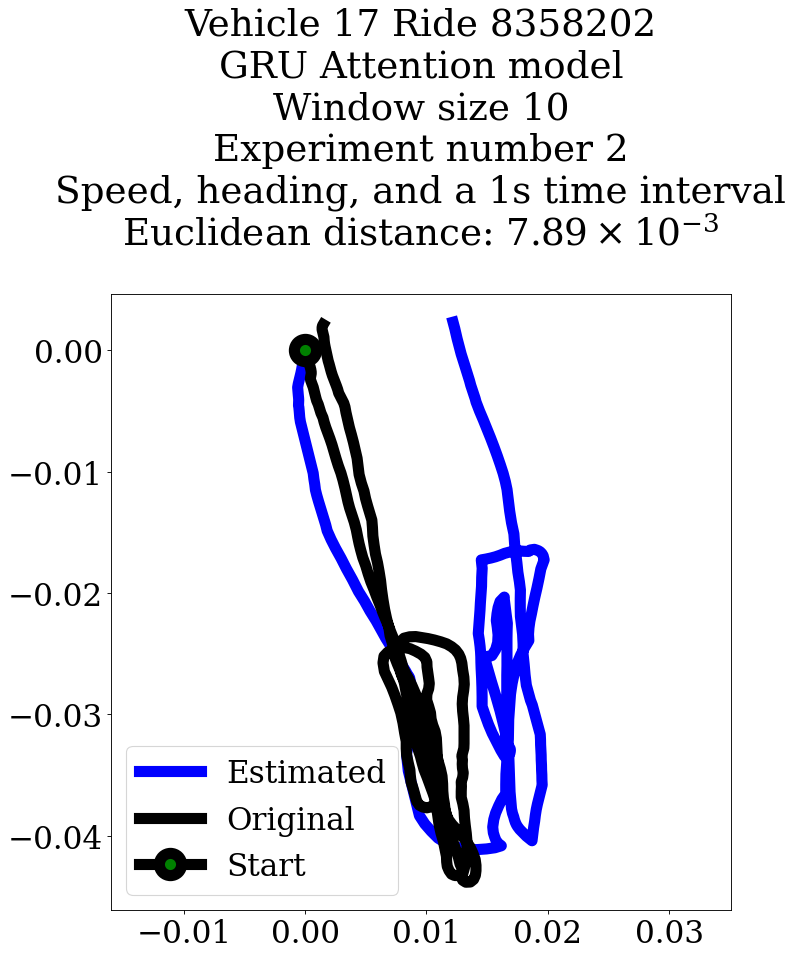 Vehicle 17 Ride 8358202
GRU Attention model
Window size 10
Experiment number 2
Speed, heading, and a 1s time interval
Euclidean distance: 7.89 × 10⁻³
0.00
−0.01
−0.02
−0.03
−0.04
Estimated
Original
Start
−0.01 0.00 0.01 0.02 0.03